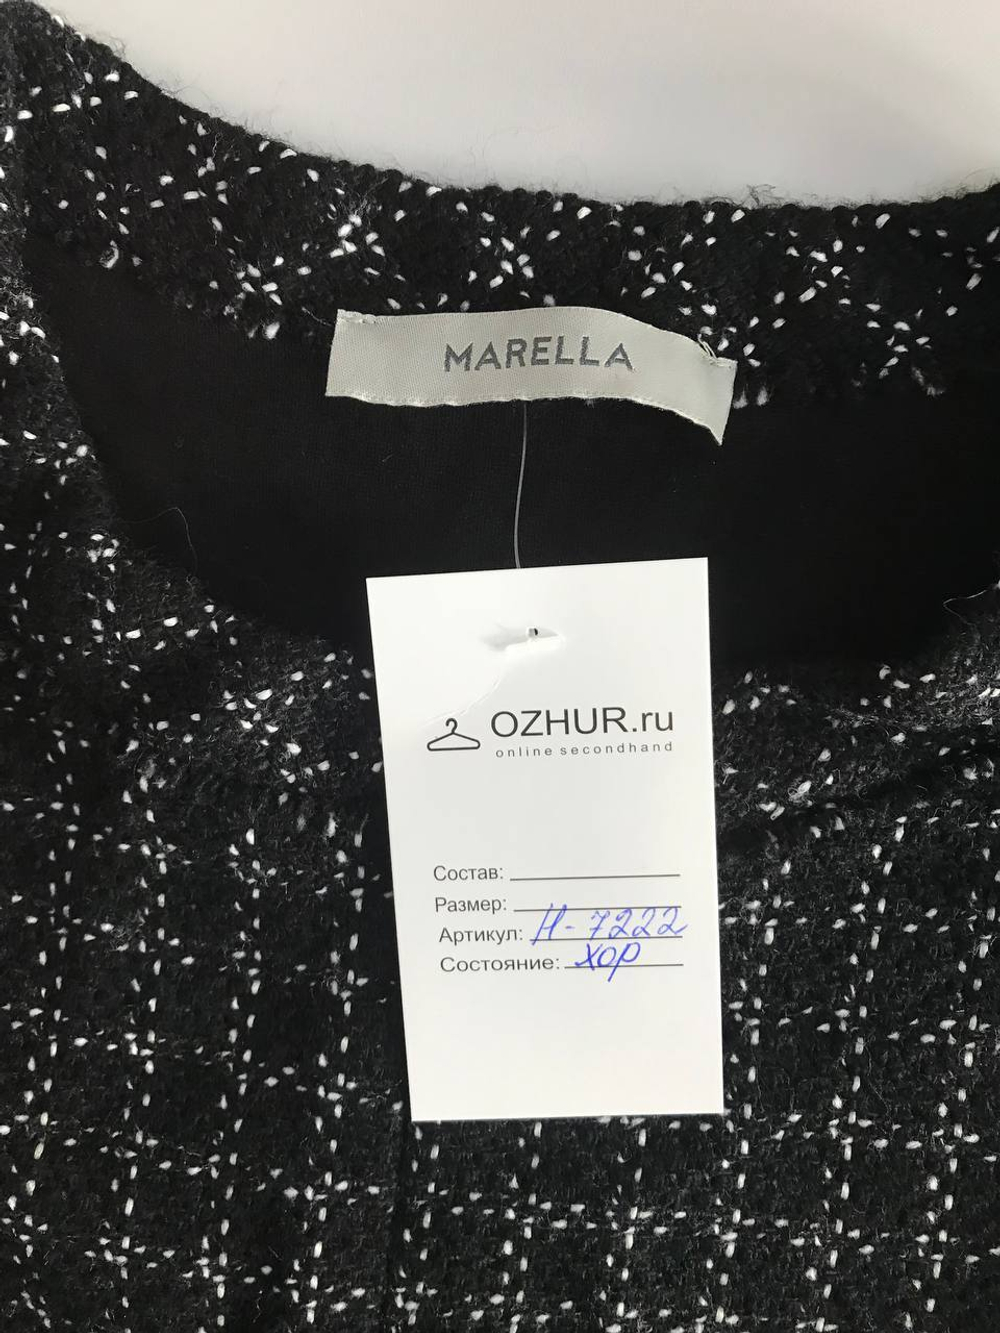 MARELLA
OZHUR.ru
online secondhand
Состав:
Размер:
Артикул: Н-7222
Состояние: хор